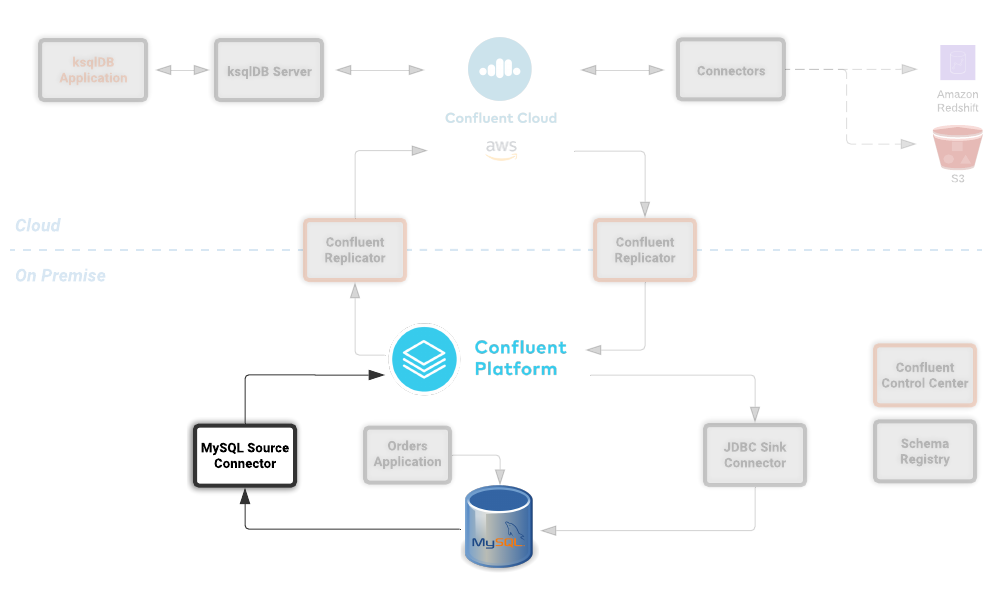 ksqlDB
Application
ksqlDB Server
Confluent Cloud
aws
Connectors
Amazon
Redshift
S3
Cloud
Confluent
Replicator
Confluent
Replicator
On Premise
Confluent
Platform
Confluent
Control Center
MySQL Source
Connector
Orders
Application
JDBC Sink
Connector
Schema
Registry
MySQL